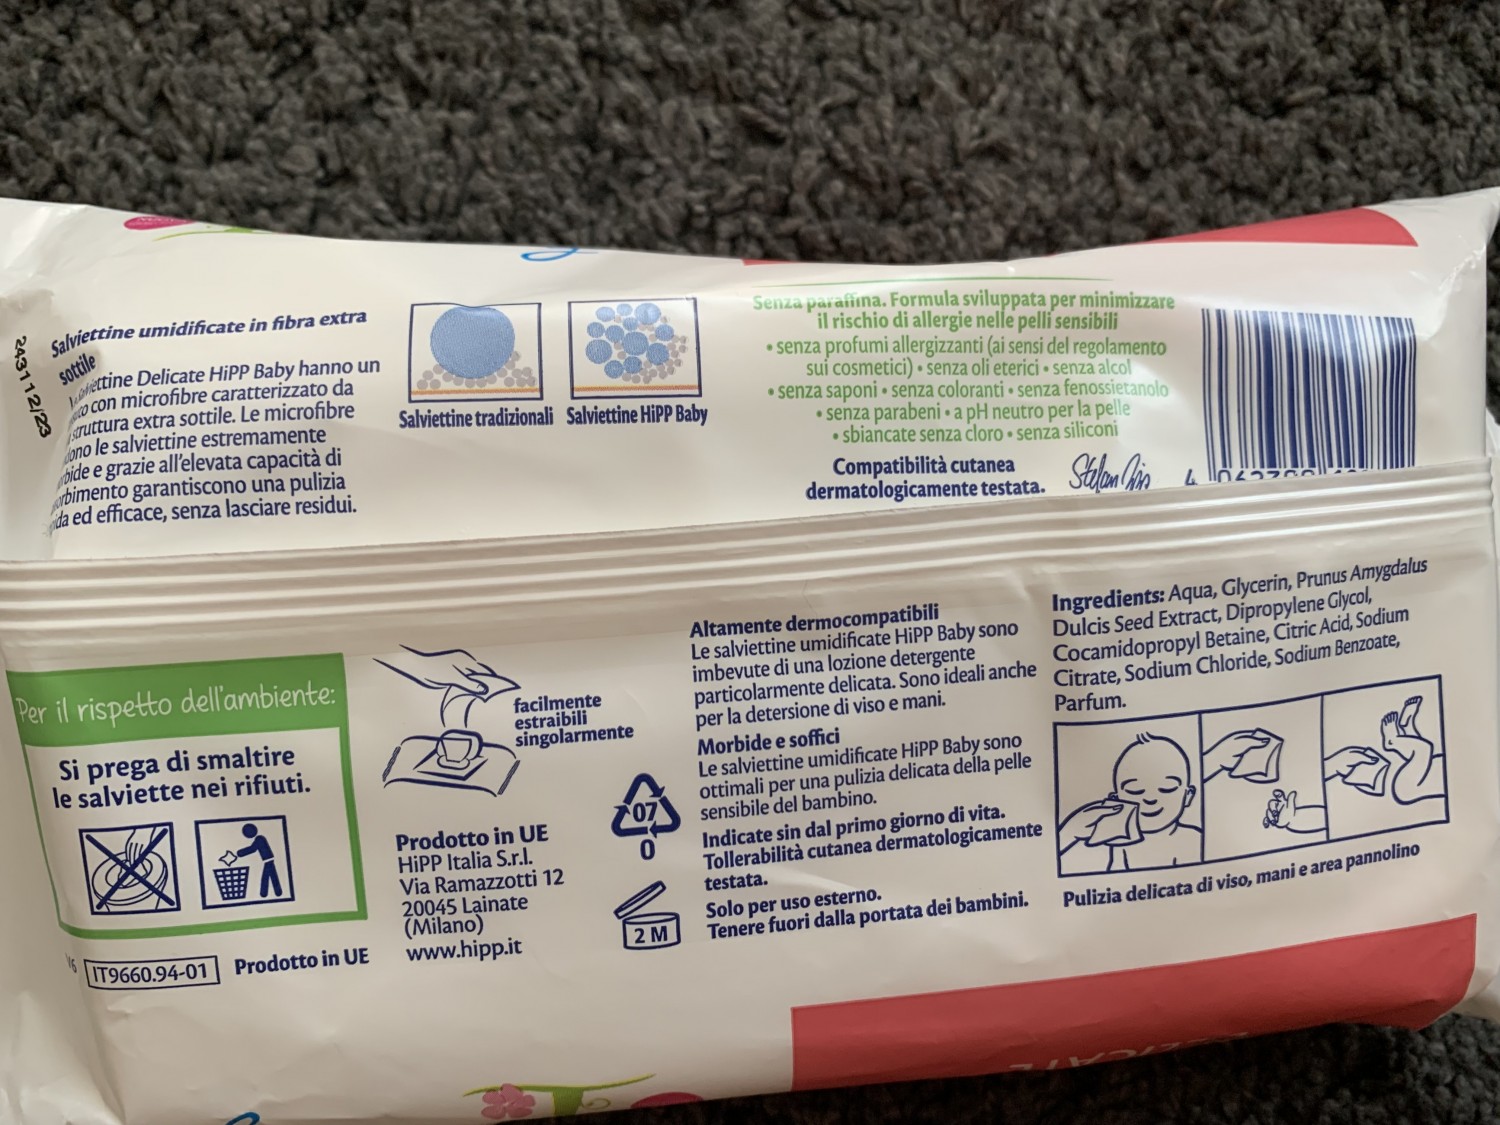 243112/23
Salviettine umidificate in fibra extra
sottile
Delicate HiPP Baby hanno un
con microfibre caratterizzato da
struttura extra sottile. Le microfibre
le salviettine estremamente
e grazie all'elevata capacità di
garantiscono una pulizia
ed efficace, senza lasciare residui.
Salviettine tradizionali
Salviettine HiPP Baby
Senza paraffina. Formula sviluppata per minimizzare
il rischio di allergie nelle pelli sensibili
• senza profumi allergizzanti (ai sensi del regolamento
sui cosmetici) • senza oli eterici • senza alcol
• senza saponi • senza coloranti • senza fenossietanolo
• senza parabeni • a pH neutro per la pelle
• sbiancate senza cloro • senza siliconi
Compatibilità cutanea
dermatologicamente testata.
Per il rispetto dell'ambiente:
Si prega di smaltire
le salviette nei rifiuti.
IT9660.94-01
Prodotto in UE
facilmente
estraibili
singolarmente
Prodotto in UE
HiPP Italia S.r.l.
Via Ramazzotti 12
20045 Lainate
(Milano)
www.hipp.it
07
0
2 M
Altamente dermocompatibili
Le salviettine umidificate HiPP Baby sono
imbevute di una lozione detergente
particolarmente delicata. Sono ideali anche
per la detersione di viso e mani.
Morbide e soffici
Le salviettine umidificate HiPP Baby sono
ottimali per una pulizia delicata della pelle
sensibile del bambino.
Indicate sin dal primo giorno di vita.
Tollerabilità cutanea dermatologicamente
testata.
Solo per uso esterno.
Tenere fuori dalla portata dei bambini.
Ingredients: Aqua, Glycerin, Prunus Amygdalus
Dulcis Seed Extract, Dipropylene Glycol,
Cocamidopropyl Betaine, Citric Acid, Sodium
Citrate, Sodium Chloride, Sodium Benzoate,
Parfum.
Pulizia delicata di viso, mani e area pannolino